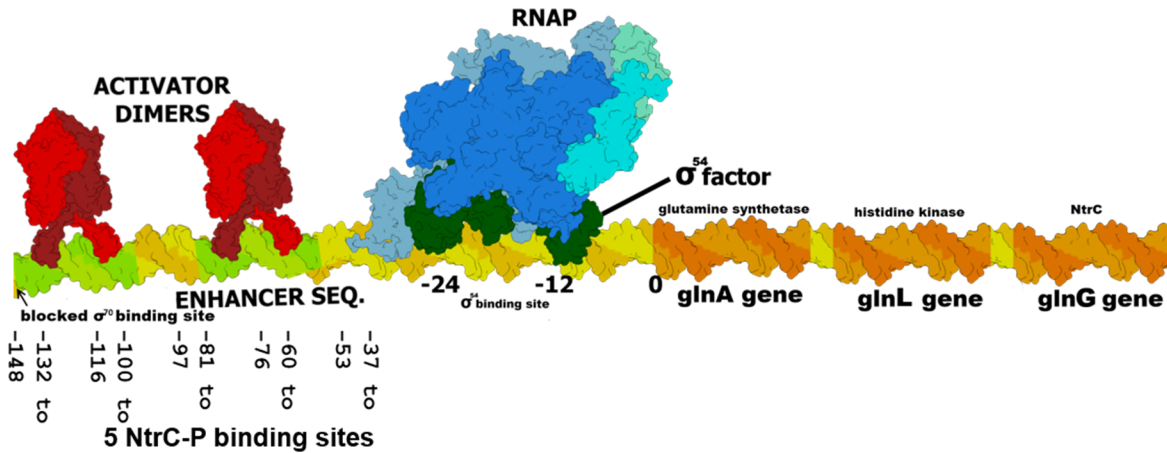 RNAP
ACTIVATOR
DIMERS
σ54 factor
glutamine synthetase
histidine kinase
NtrC
-24
-12
0
σ54 binding site
glnA gene
glnL gene
glnG gene
ENHANCER SEQ.
blocked σ70 binding site
-37 to
-53
-60 to
-76
-81 to
-97
-100 to
-116
-132 to
-148
5 NtrC-P binding sites